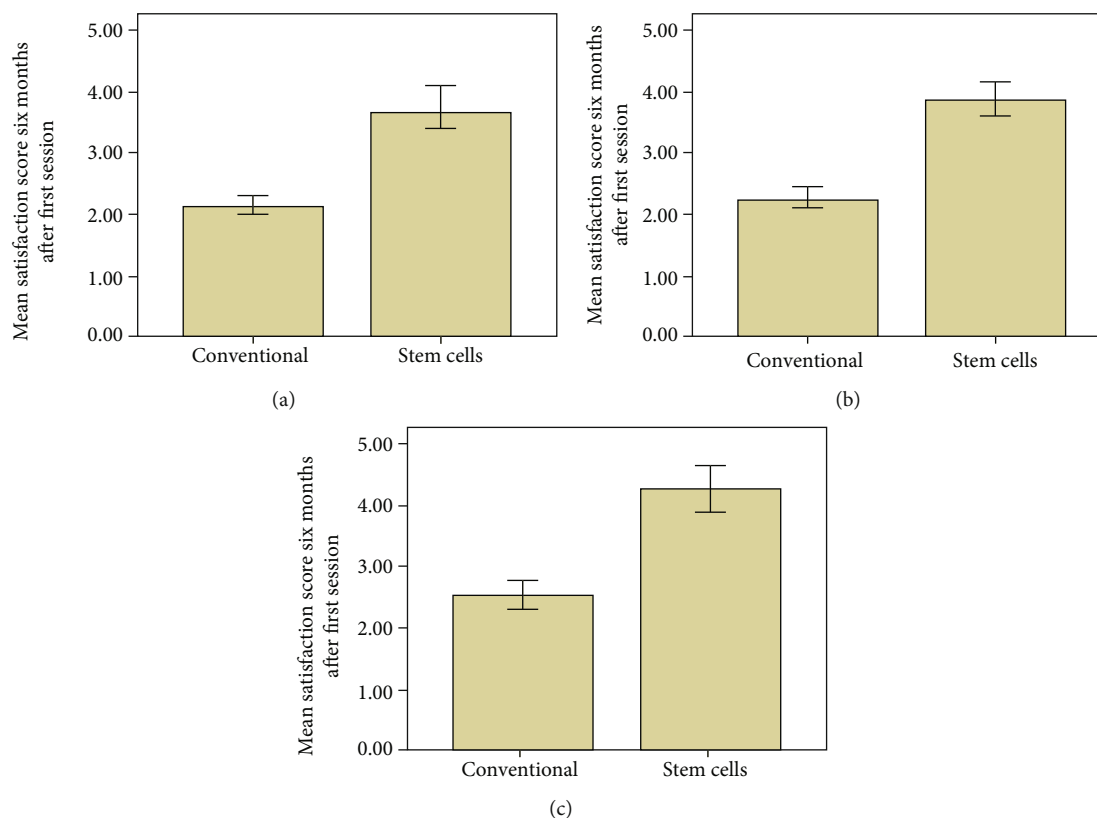 Mean satisfaction score six months
after first session
5.00
4.00
3.00
2.00
1.00
0.00
Conventional
Stem cells
(a)
Mean satisfaction score six months
after first session
5.00
4.00
3.00
2.00
1.00
0.00
Conventional
Stem cells
(b)
Mean satisfaction score six months
after first session
5.00
4.00
3.00
2.00
1.00
0.00
Conventional
Stem cells
(c)